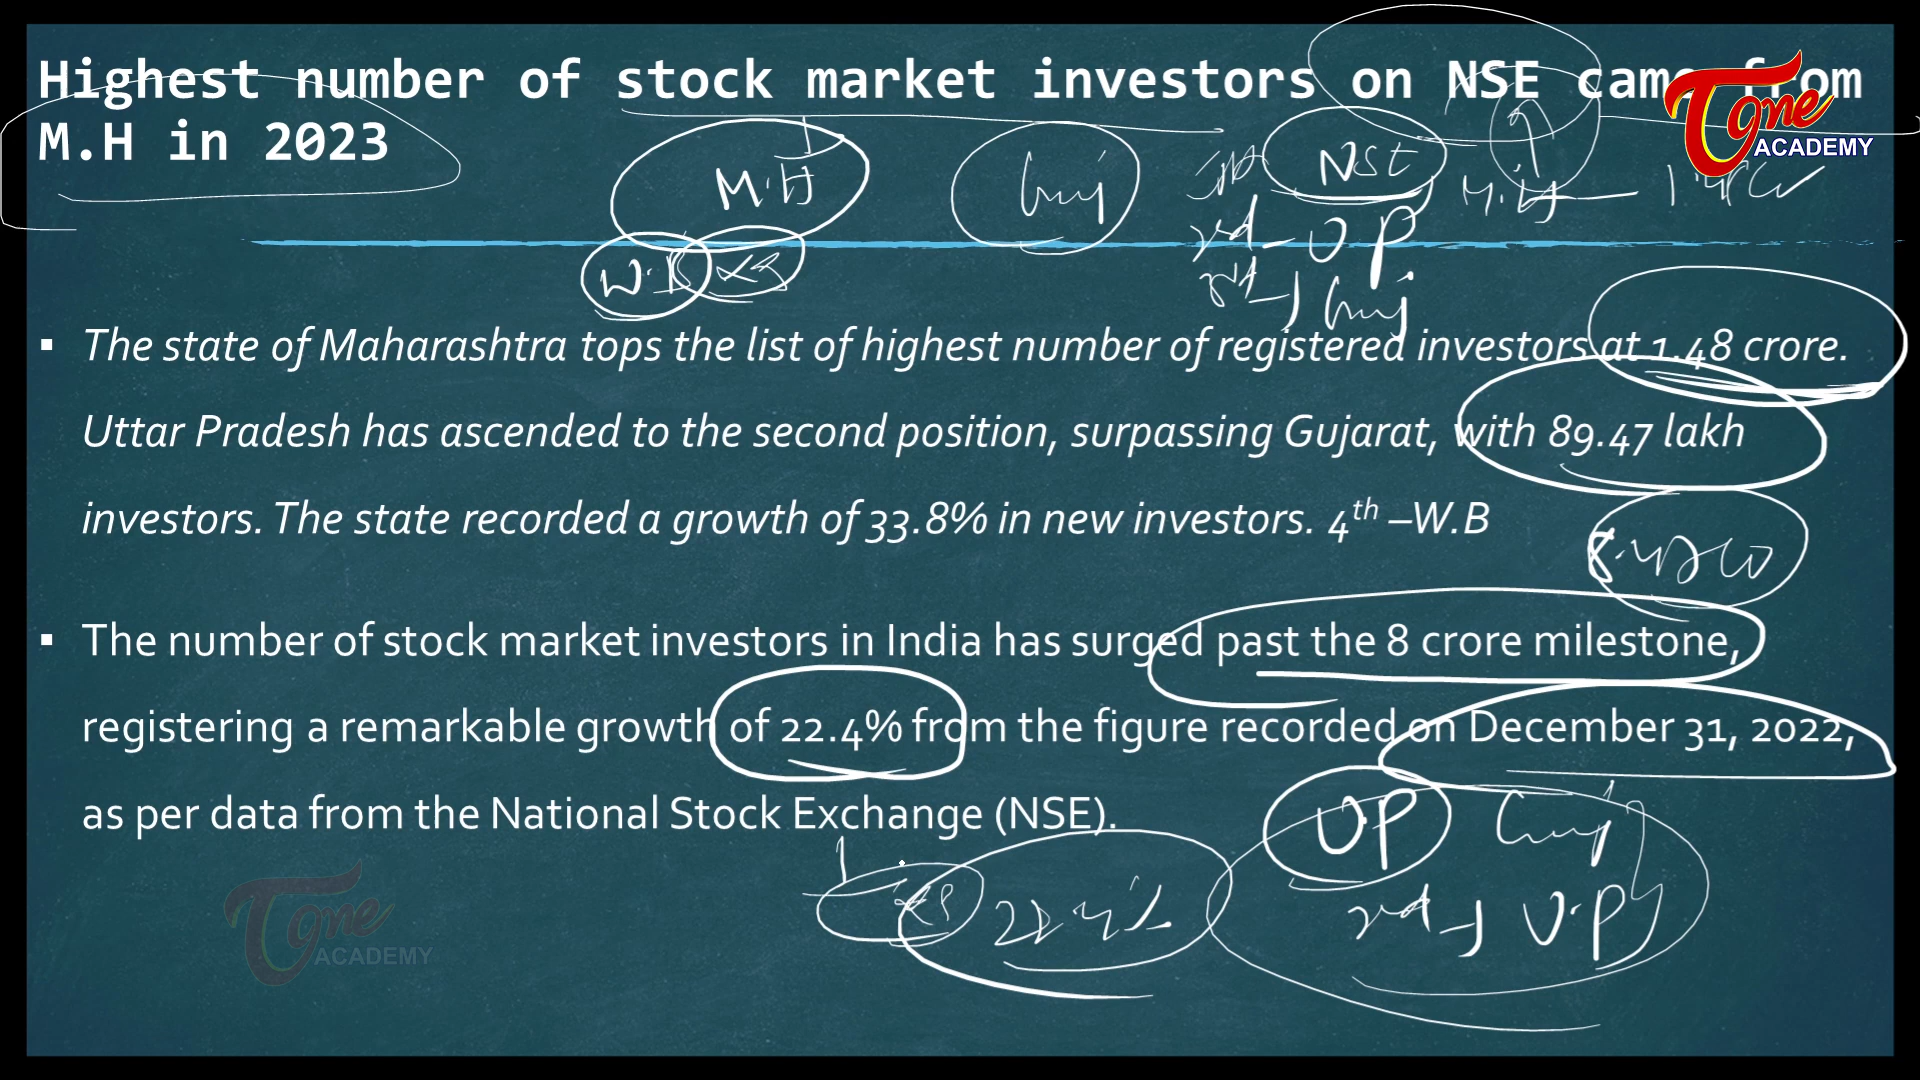 Highest number of stock market investors on NSE came from
M.H in 2023
Tone
ACADEMY
M.H
Guj
NSE
M.H
W.B
U P
Guj
▪ The state of Maharashtra tops the list of highest number of registered investors at 1.48 crore.
Uttar Pradesh has ascended to the second position, surpassing Gujarat, with 89.47 lakh
investors. The state recorded a growth of 33.8% in new investors. 4th –W.B
▪ The number of stock market investors in India has surged past the 8 crore milestone,
registering a remarkable growth of 22.4% from the figure recorded on December 31, 2022,
as per data from the National Stock Exchange (NSE).
UP Guj
22.4%
U.P
Tone
ACADEMY